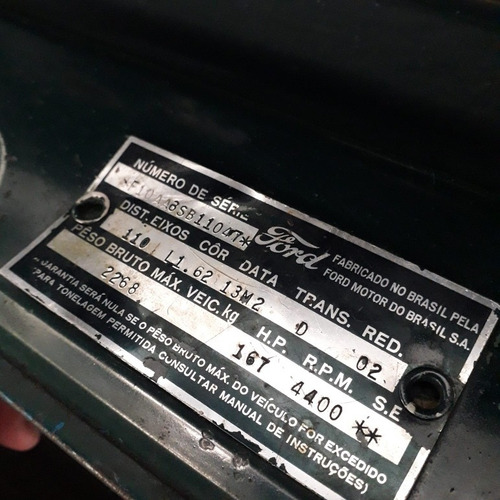 NÚMERO DE SÉRIE
*F10AA8SB11047*
Ford
FABRICADO NO BRASIL PELA
FORD MOTOR DO BRASIL S.A.
DIST. EIXOS CÔR DATA TRANS. RED.
110 L1.62 13M2 D 02
PÊSO BRUTO MÁX. VEIC.kg H.P. R.P.M. S.E
2268 167 4400 **
GARANTIA SERÁ NULA SE O PÊSO BRUTO MÁX. DO VEÍCULO FOR EXCEDIDO
(PARA TONELAGEM PERMITIDA CONSULTAR MANUAL DE INSTRUÇÕES)